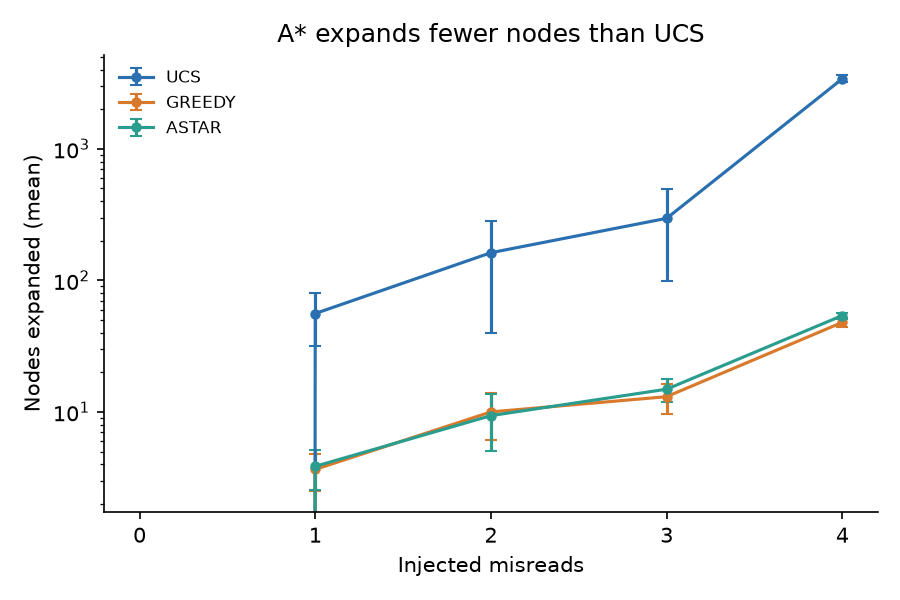 A* expands fewer nodes than UCS
UCS
GREEDY
ASTAR
Nodes expanded (mean)
10³
10²
10¹
0 1 2 3 4
Injected misreads